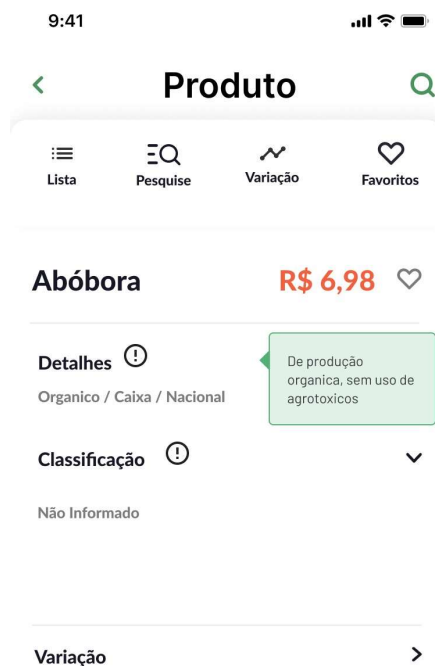 9:41
Produto
Lista
Pesquise
Variação
Favoritos
Abóbora
R$ 6,98
Detalhes
De produção
organica, sem uso de
agrotoxicos
Organico / Caixa / Nacional
Classificação
Não Informado
Variação